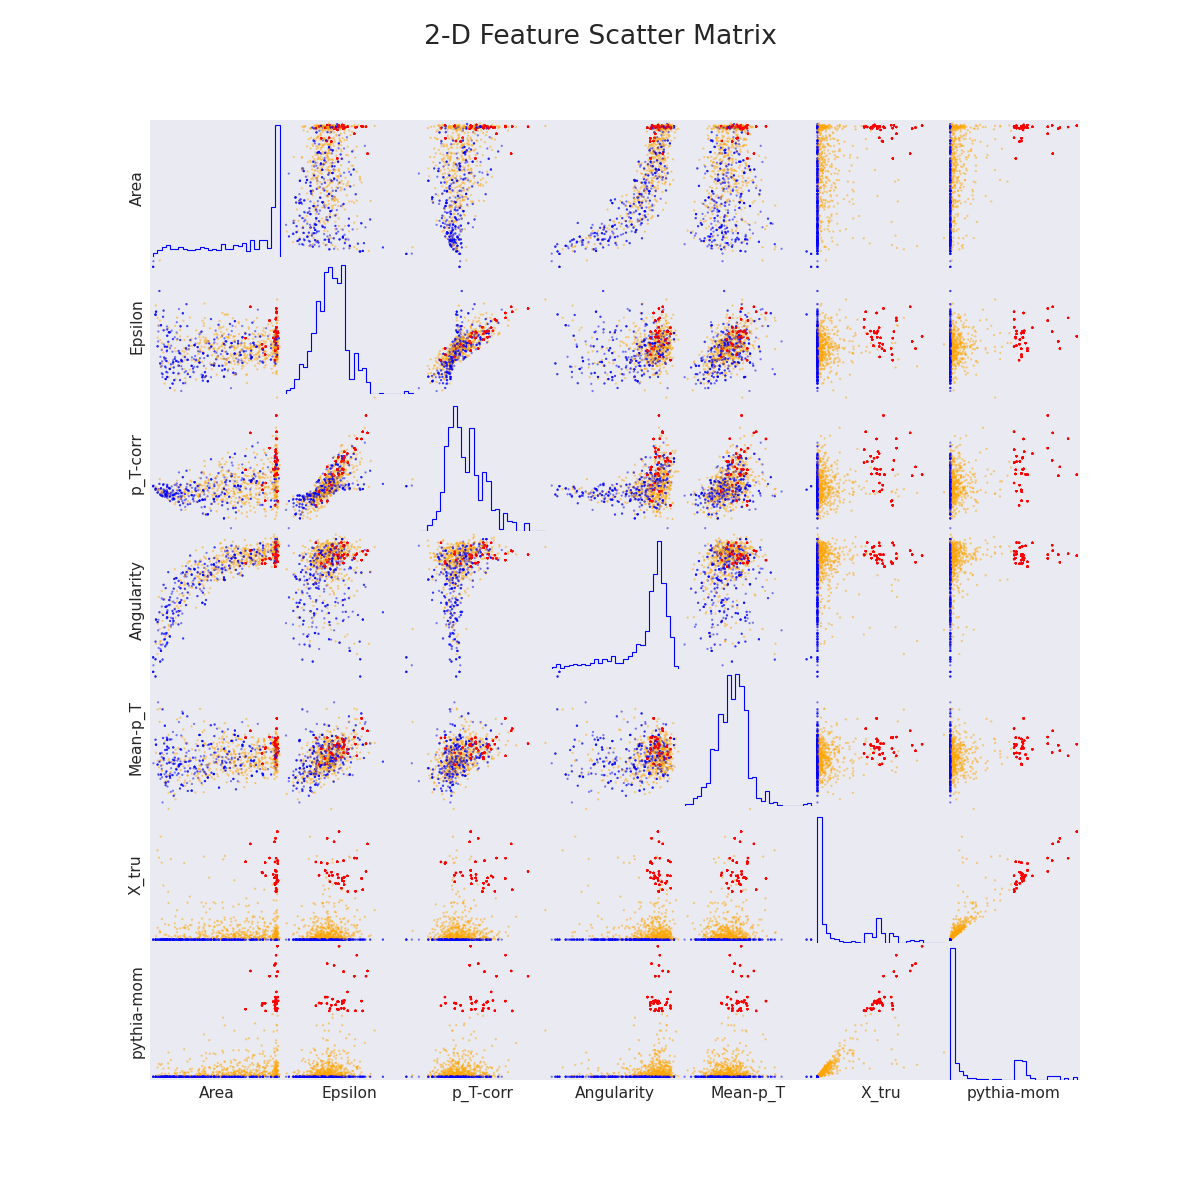 2-D Feature Scatter Matrix
Area
Epsilon
p_T-corr
Angularity
Mean-p_T
X_tru
pythia-mom
Area
Epsilon
p_T-corr
Angularity
Mean-p_T
X_tru
pythia-mom